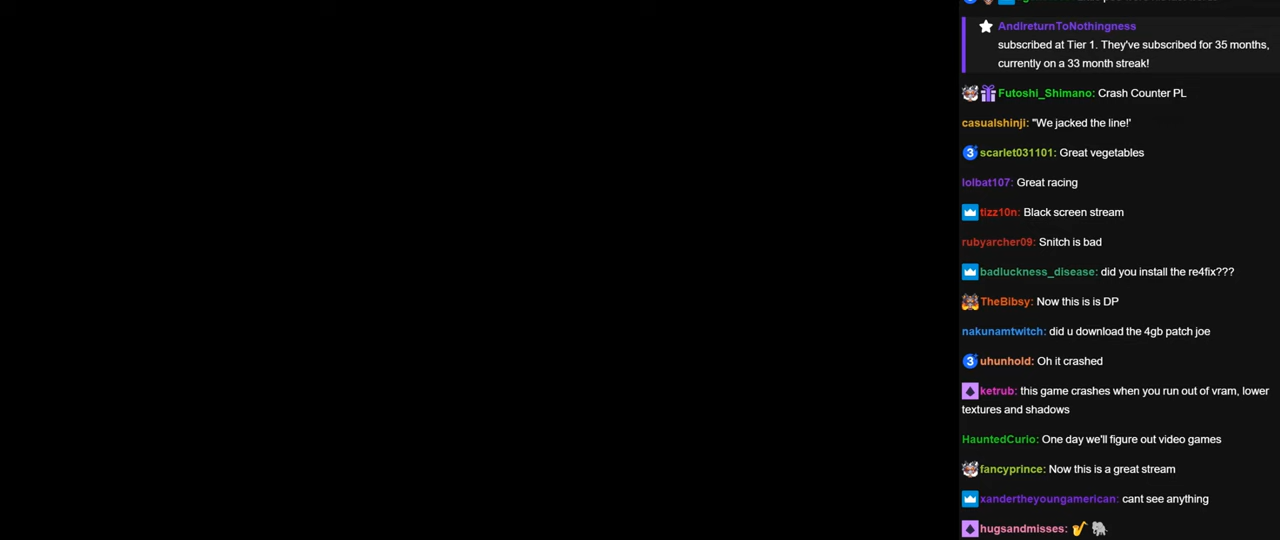 AndIreturnToNothingness
subscribed at Tier 1. They've subscribed for 35 months,
currently on a 33 month streak!
Futoshi_Shimano: Crash Counter PL
casualshinji: "We jacked the line!'
3 scarlet031101: Great vegetables
lolbat107: Great racing
tizz10n: Black screen stream
rubyarcher09: Snitch is bad
badluckness_disease: did you install the re4fix???
TheBibsy: Now this is is DP
nakunamtwitch: did u download the 4gb patch joe
3 uhunhold: Oh it crashed
ketrub: this game crashes when you run out of vram, lower
textures and shadows
HauntedCurio: One day we'll figure out video games
fancyprince: Now this is a great stream
xandertheyoungamerican: cant see anything
hugsandmisses: